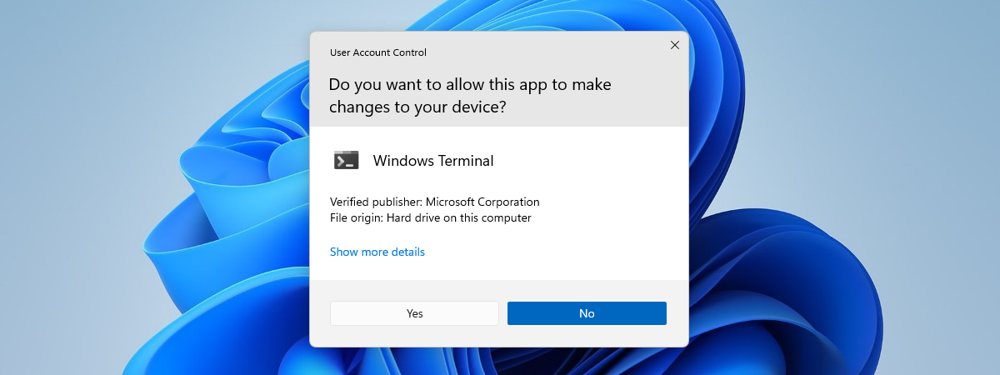 User Account Control
Do you want to allow this app to make
changes to your device?
Windows Terminal
Verified publisher: Microsoft Corporation
File origin: Hard drive on this computer
Show more details
Yes
No